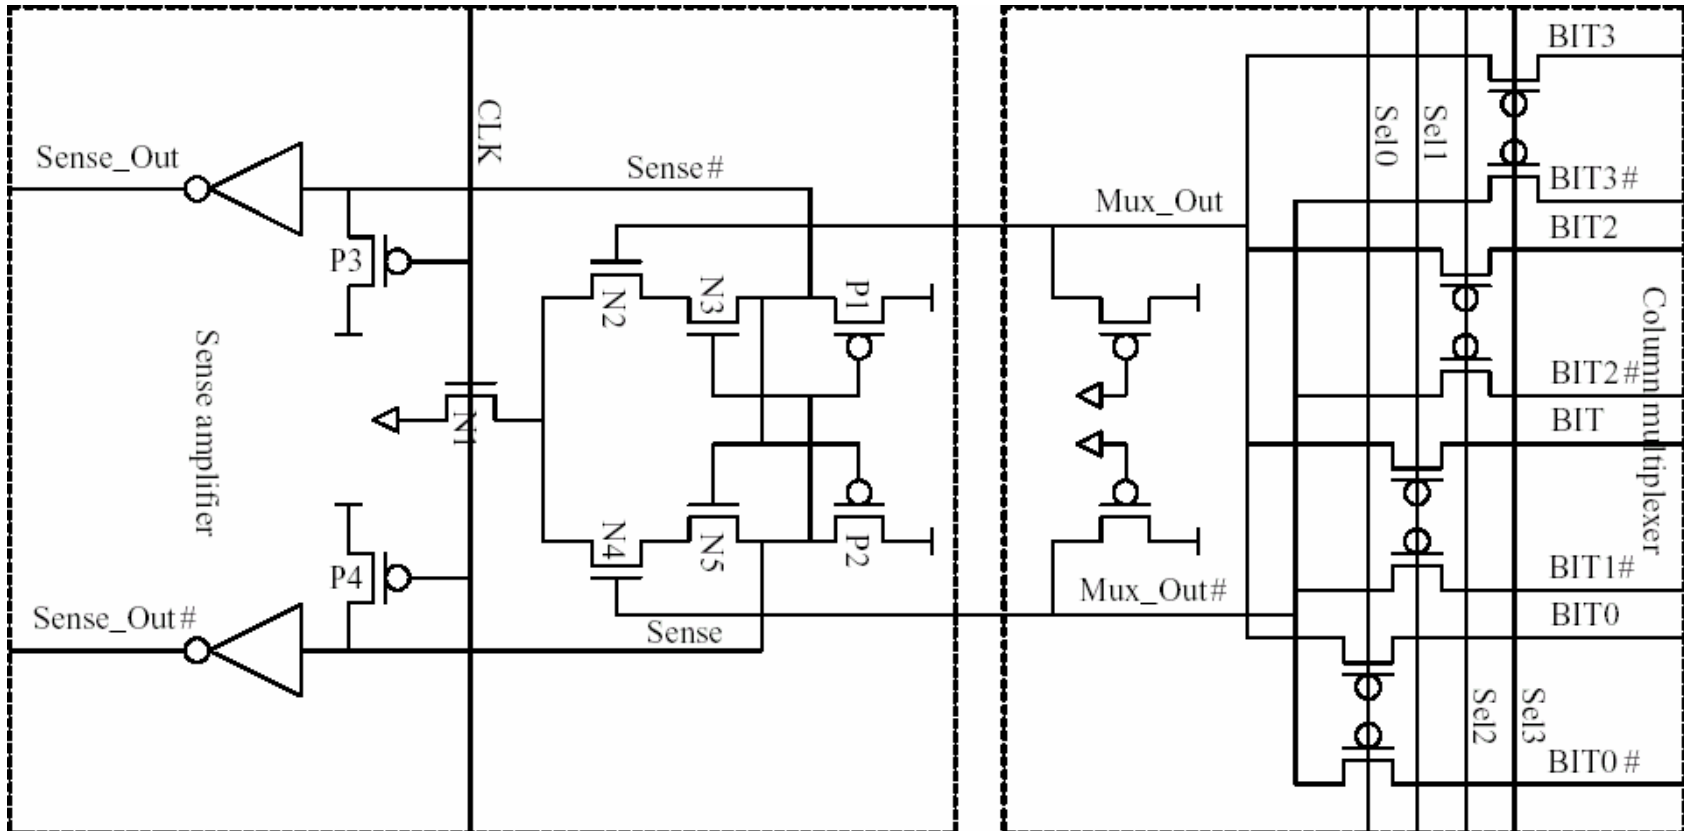 BIT3
CLK
Sel0
Sel1
Sense_Out
Sense#
BIT3#
Mux_Out
BIT2
P3
N2
N3
P1
Sense amplifier
Column multiplexer
BIT2#
N1
BIT
N4
N5
P2
P4
BIT1#
Mux_Out#
Sense_Out#
Sense
BIT0
Sel2
Sel3
BIT0#